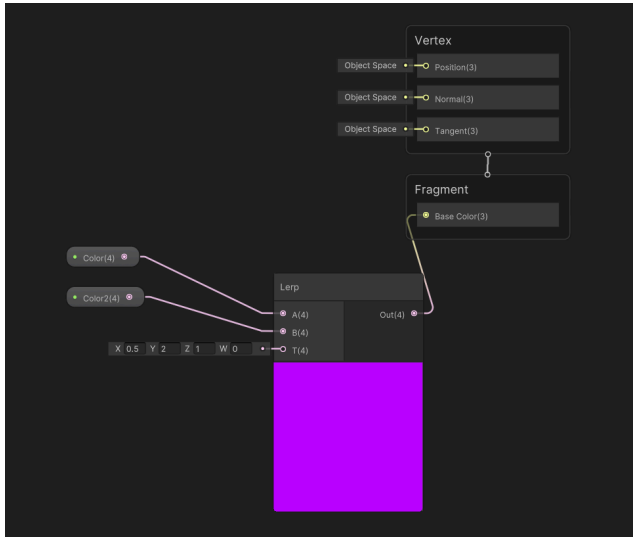 Vertex
Object Space
Position(3)
Object Space
Normal(3)
Object Space
Tangent(3)
Fragment
Base Color(3)
Color(4)
Color2(4)
Lerp
A(4)
Out(4)
B(4)
X 0.5 Y 2 Z 1 W 0
T(4)